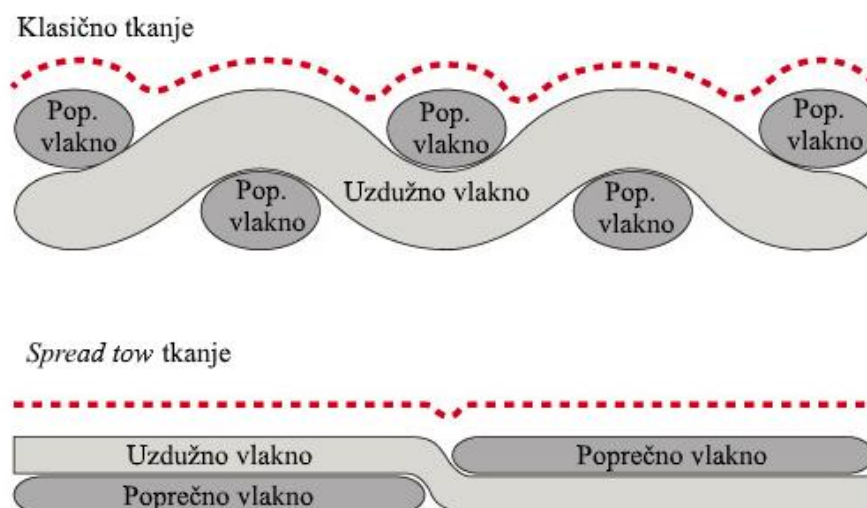 Klasično tkanje
Pop.
vlakno
Pop.
vlakno
Pop.
vlakno
Pop.
vlakno
Uzdužno vlakno
Pop.
vlakno
Spread tow tkanje
Uzdužno vlakno
Poprečno vlakno
Poprečno vlakno